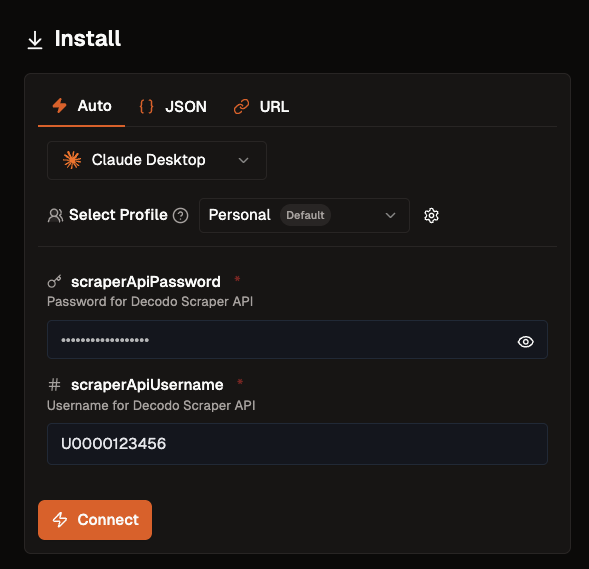 Install
Auto { } JSON URL
Claude Desktop
Select Profile ? Personal Default
scraperApiPassword *
Password for Decodo Scraper API
••••••••••••••••••
# scraperApiUsername *
Username for Decodo Scraper API
U0000123456
Connect